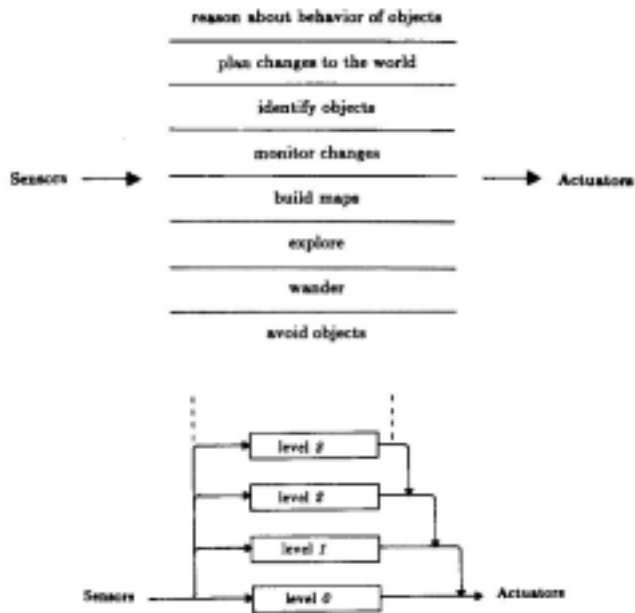 reason about behavior of objects
plan changes to the world
identify objects
monitor changes
Sensors
Actuators
build maps
explore
wander
avoid objects
level
level 2
level 1
Sensors
level 0
Actuators